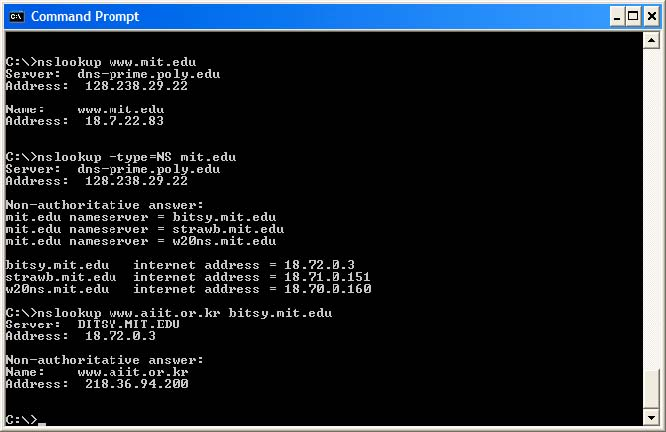 Command Prompt
C:\>nslookup www.mit.edu
Server:  dns-prime.poly.edu
Address:  128.238.29.22
Name:    www.mit.edu
Address:  18.7.22.83
C:\>nslookup -type=NS mit.edu
Server:  dns-prime.poly.edu
Address:  128.238.29.22
Non-authoritative answer:
mit.edu nameserver = bitsy.mit.edu
mit.edu nameserver = strawb.mit.edu
mit.edu nameserver = w20ns.mit.edu
bitsy.mit.edu   internet address = 18.72.0.3
strawb.mit.edu  internet address = 18.71.0.151
w20ns.mit.edu   internet address = 18.70.0.160
C:\>nslookup www.aiit.or.kr bitsy.mit.edu
Server:  BITSY.MIT.EDU
Address:  18.72.0.3
Non-authoritative answer:
Name:    www.aiit.or.kr
Address:  218.36.94.200
C:\>_